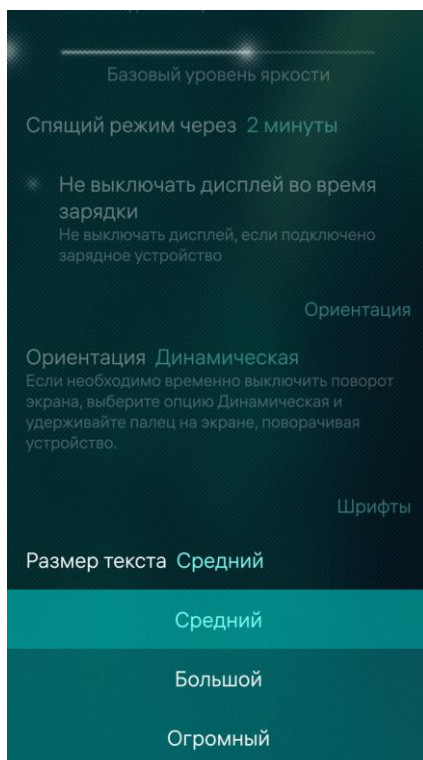 Базовый уровень яркости
Спящий режим через 2 минуты
Не выключать дисплей во время
зарядки
Не выключать дисплей, если подключено
зарядное устройство
Ориентация
Ориентация Динамическая
Если необходимо временно выключить поворот
экрана, выберите опцию Динамическая и
удерживайте палец на экране, поворачивая
устройство.
Шрифты
Размер текста Средний
Средний
Большой
Огромный